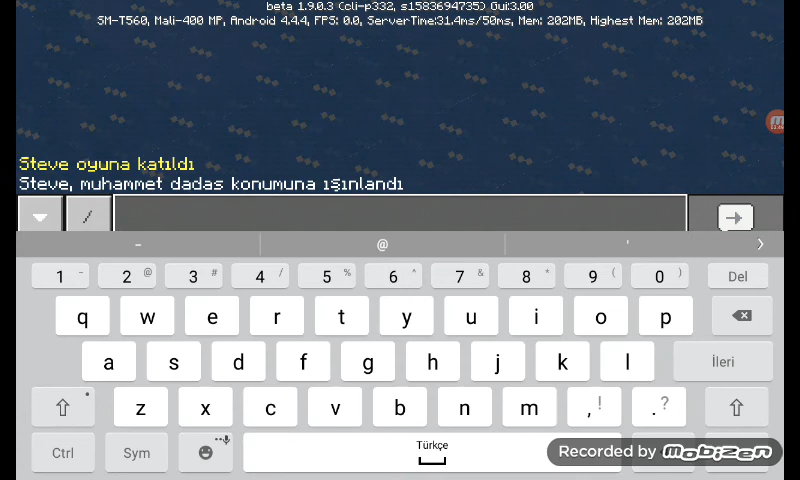 beta 1.9.0.3 (cli-p332, s1583694735) Gui:3.00
SM-T560, Mali-400 MP, Android 4.4.4, FPS: 0.0, ServerTime:31.4ms/50ms, Mem: 202MB, Highest Mem: 202MB
Steve oyuna katıldı
Steve, muhammet dadas konumuna ışınlandı
/
- @ '
1 - 2 @ 3 # 4 / 5 % 6 ^ 7 & 8 * 9 ( 0 ) Del
q w e r t y u i o p
a s d f g h j k l İleri
z x c v b n m , ! . ?
Ctrl Sym Türkçe
Recorded by mobizen